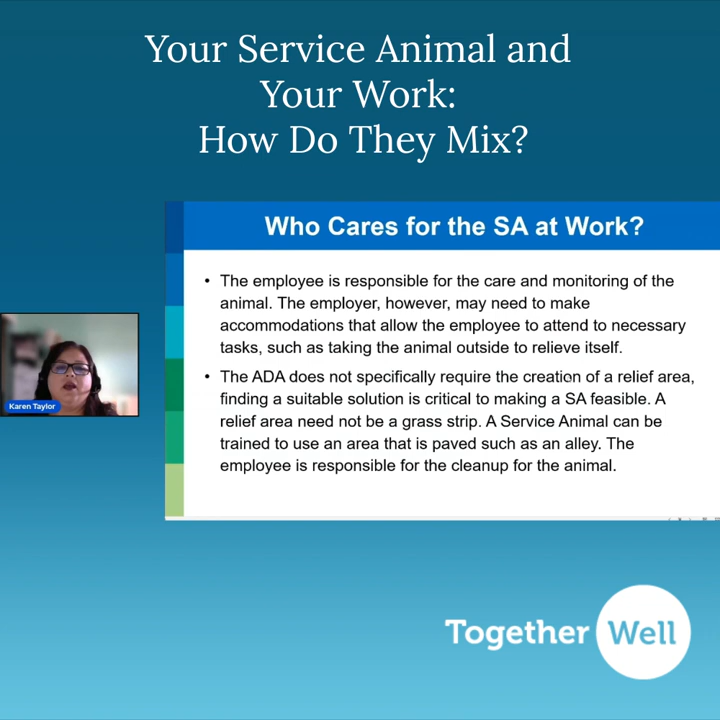 Your Service Animal and
Your Work:
How Do They Mix?
Who Cares for the SA at Work?
• The employee is responsible for the care and monitoring of the
animal. The employer, however, may need to make
accommodations that allow the employee to attend to necessary
tasks, such as taking the animal outside to relieve itself.
• The ADA does not specifically require the creation of a relief area,
finding a suitable solution is critical to making a SA feasible. A
relief area need not be a grass strip. A Service Animal can be
trained to use an area that is paved such as an alley. The
employee is responsible for the cleanup for the animal.
Karen Taylor
Together Well